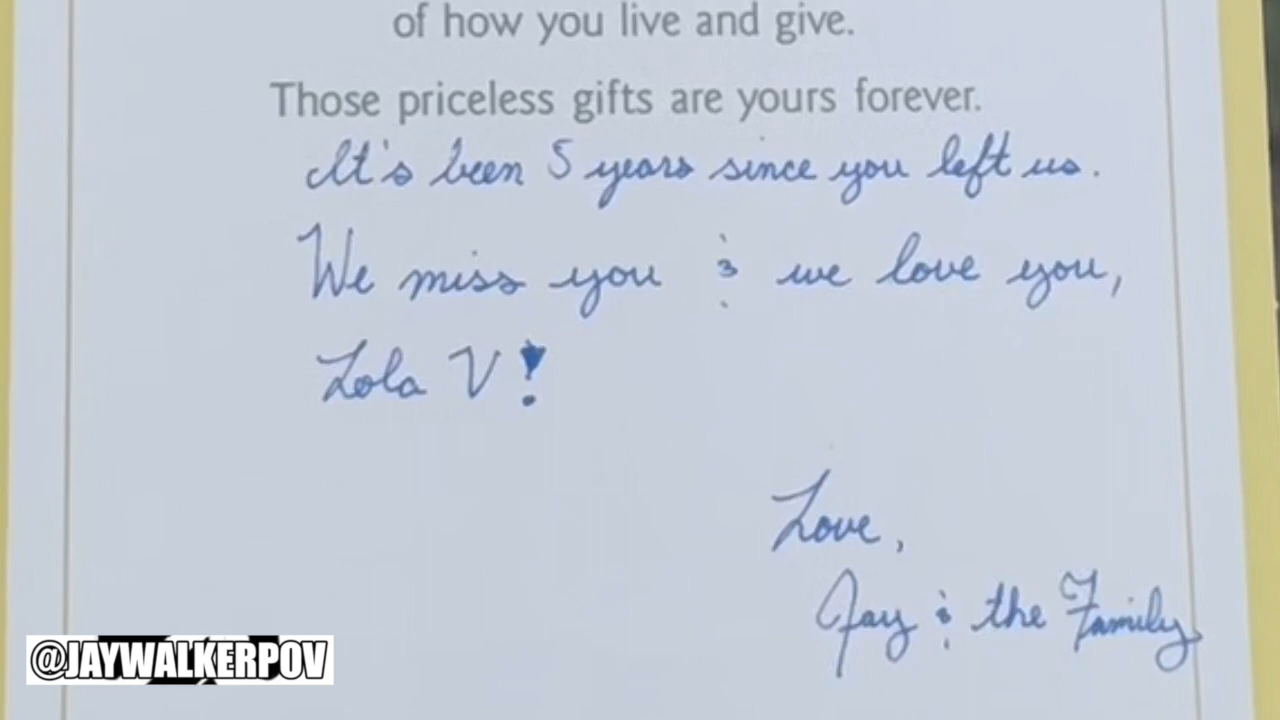 of how you live and give.
Those priceless gifts are yours forever.
It's been 5 years since you left us.
We miss you & we love you,
Lola V!
Love,
Jay & the Family
@JAYWALKERPOV